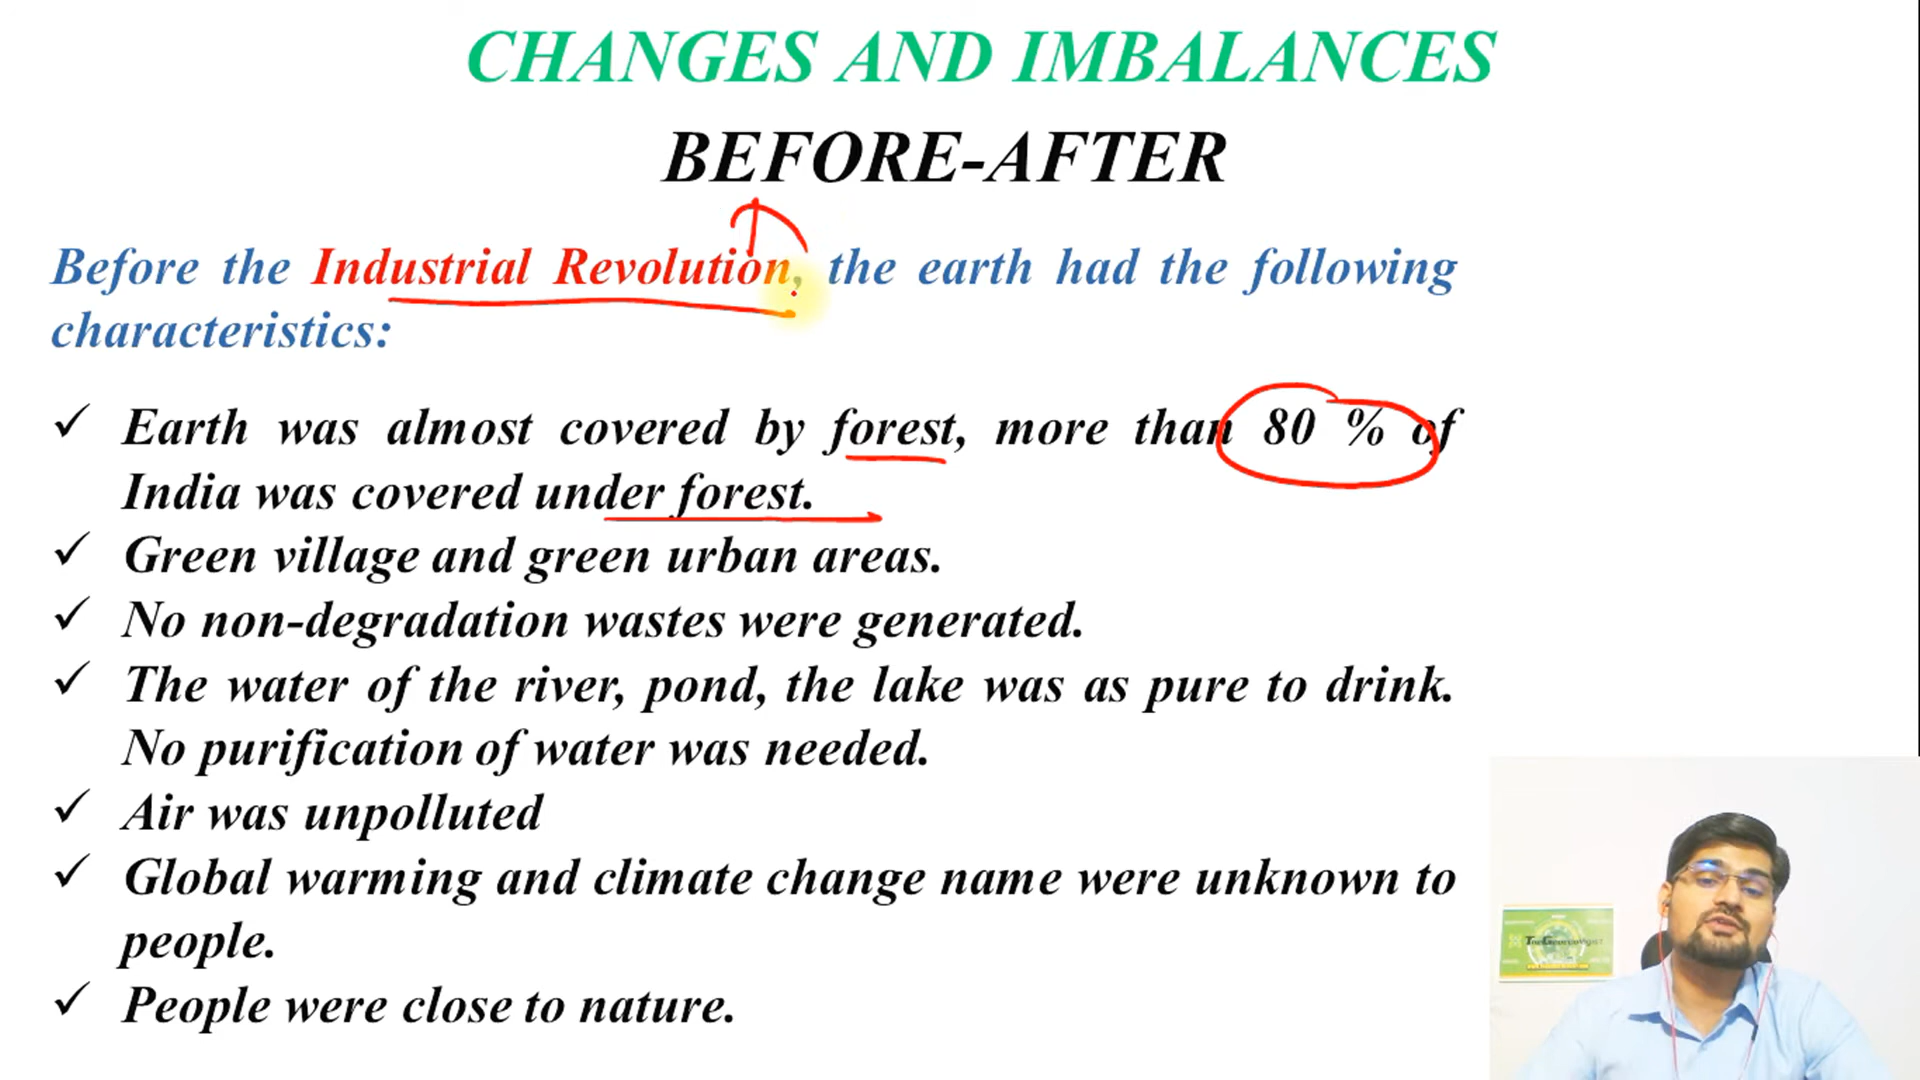 CHANGES AND IMBALANCES
BEFORE-AFTER
Before the Industrial Revolution, the earth had the following
characteristics:
✓ Earth was almost covered by forest, more than 80 % of
India was covered under forest.
✓ Green village and green urban areas.
✓ No non-degradation wastes were generated.
✓ The water of the river, pond, the lake was as pure to drink.
No purification of water was needed.
✓ Air was unpolluted
✓ Global warming and climate change name were unknown to
people.
✓ People were close to nature.